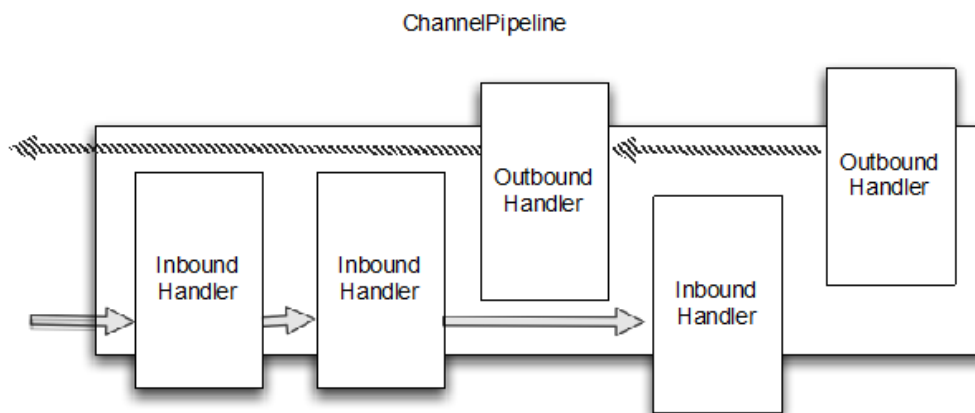 ChannelPipeline
Outbound
Handler
Outbound
Handler
Inbound
Handler
Inbound
Handler
Inbound
Handler